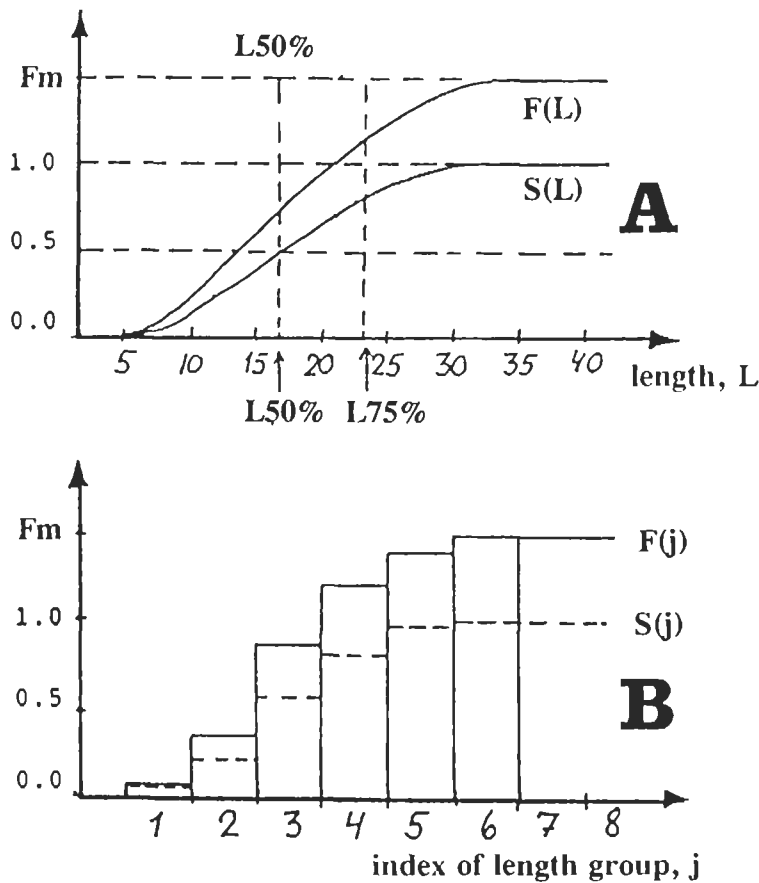 L50%
Fm
F(L)
1.0
S(L)
A
0.5
0.0
5 10 15 20 25 30 35 40
length, L
L50% L75%
Fm
F(j)
1.0
S(j)
0.5
B
0.0
1 2 3 4 5 6 7 8
index of length group, j